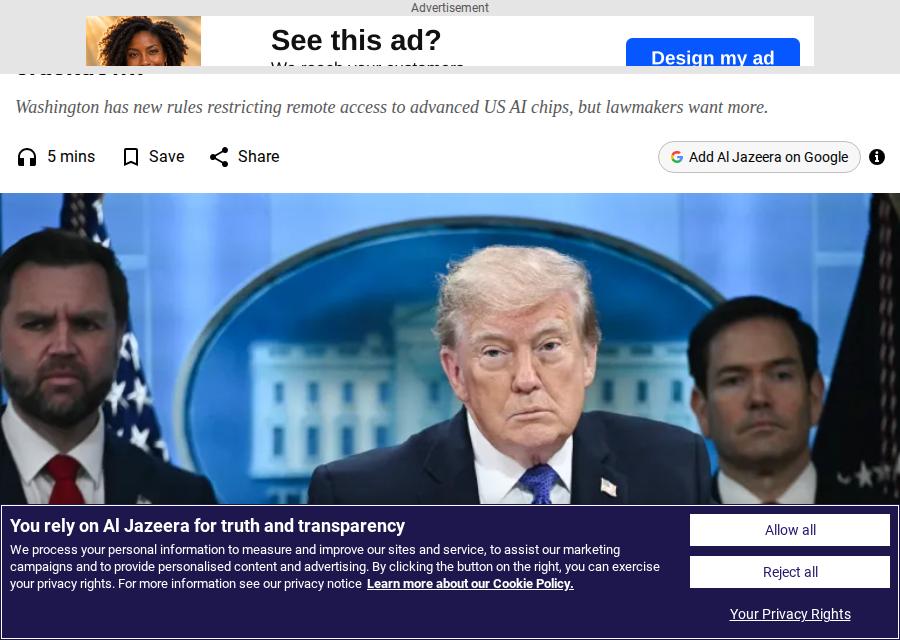 Advertisement
See this ad?
Design my ad
Washington has new rules restricting remote access to advanced US AI chips, but lawmakers want more.
5 mins
Save
Share
Add Al Jazeera on Google
You rely on Al Jazeera for truth and transparency
We process your personal information to measure and improve our sites and service, to assist our marketing
campaigns and to provide personalised content and advertising. By clicking the button on the right, you can exercise
your privacy rights. For more information see our privacy notice Learn more about our Cookie Policy.
Allow all
Reject all
Your Privacy Rights